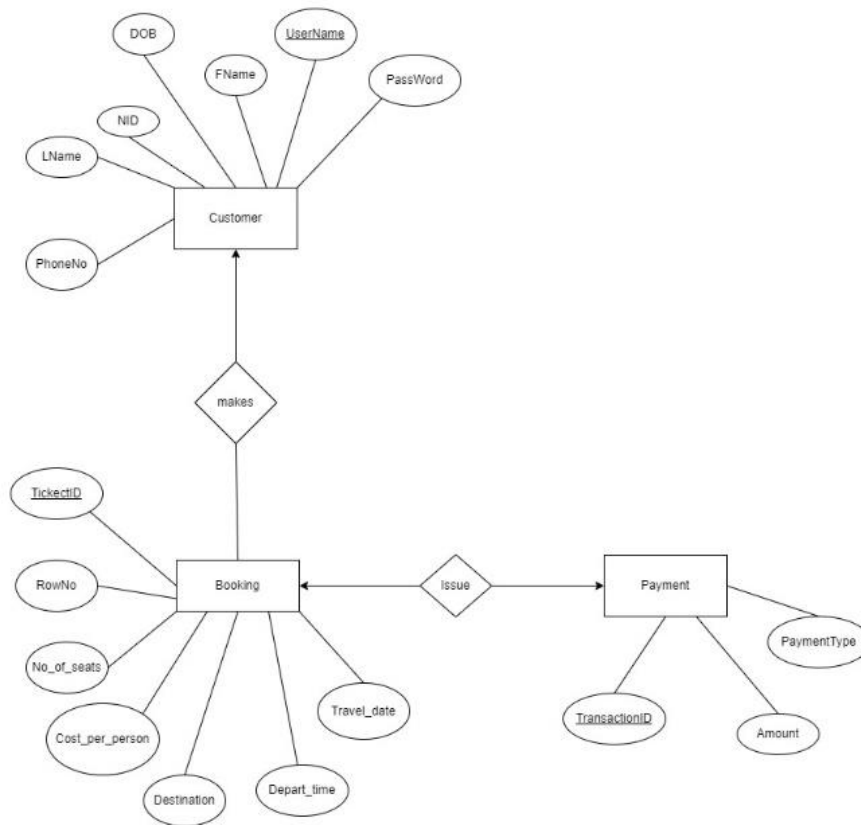 DOB
UserName
FName
PassWord
NID
LName
Customer
PhoneNo
makes
TickectID
RowNo
Booking
Issue
Payment
PaymentType
No_of_seats
Travel_date
TransactionID
Cost_per_person
Amount
Depart_time
Destination